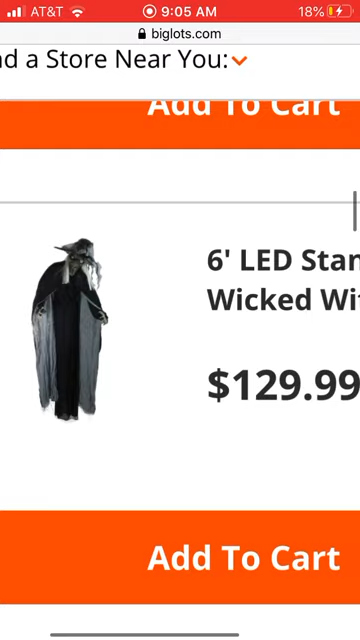 AT&T 9:05 AM 18%
biglots.com
d a Store Near You:
Add To Cart
6' LED Stan
Wicked Wit
$129.99
Add To Cart